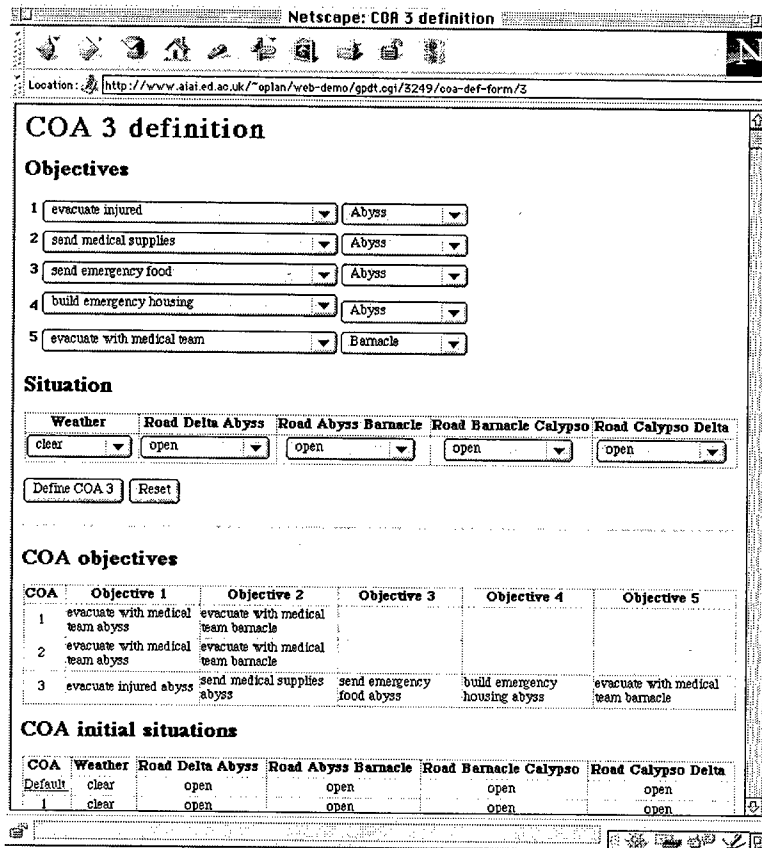 Netscape: COA 3 definition
N
Location: http://www.aiai.ed.ac.uk/~oplan/web-demo/gpdt.cgi/3249/coa-def-form/3
COA 3 definition
Objectives
1 evacuate injured Abyss
2 send medical supplies Abyss
3 send emergency food Abyss
4 build emergency housing Abyss
5 evacuate with medical team Barnacle
Situation
Weather Road Delta Abyss Road Abyss Barnacle Road Barnacle Calypso Road Calypso Delta
clear open open open open
Define COA 3 Reset
COA objectives
COA Objective 1 Objective 2 Objective 3 Objective 4 Objective 5
1 evacuate with medical team abyss evacuate with medical team barnacle
2 evacuate with medical team abyss evacuate with medical team barnacle
3 evacuate injured abyss send medical supplies abyss send emergency food abyss build emergency housing abyss evacuate with medical team barnacle
COA initial situations
COA Weather Road Delta Abyss Road Abyss Barnacle Road Barnacle Calypso Road Calypso Delta
Default clear open open open open
1 clear open open open open